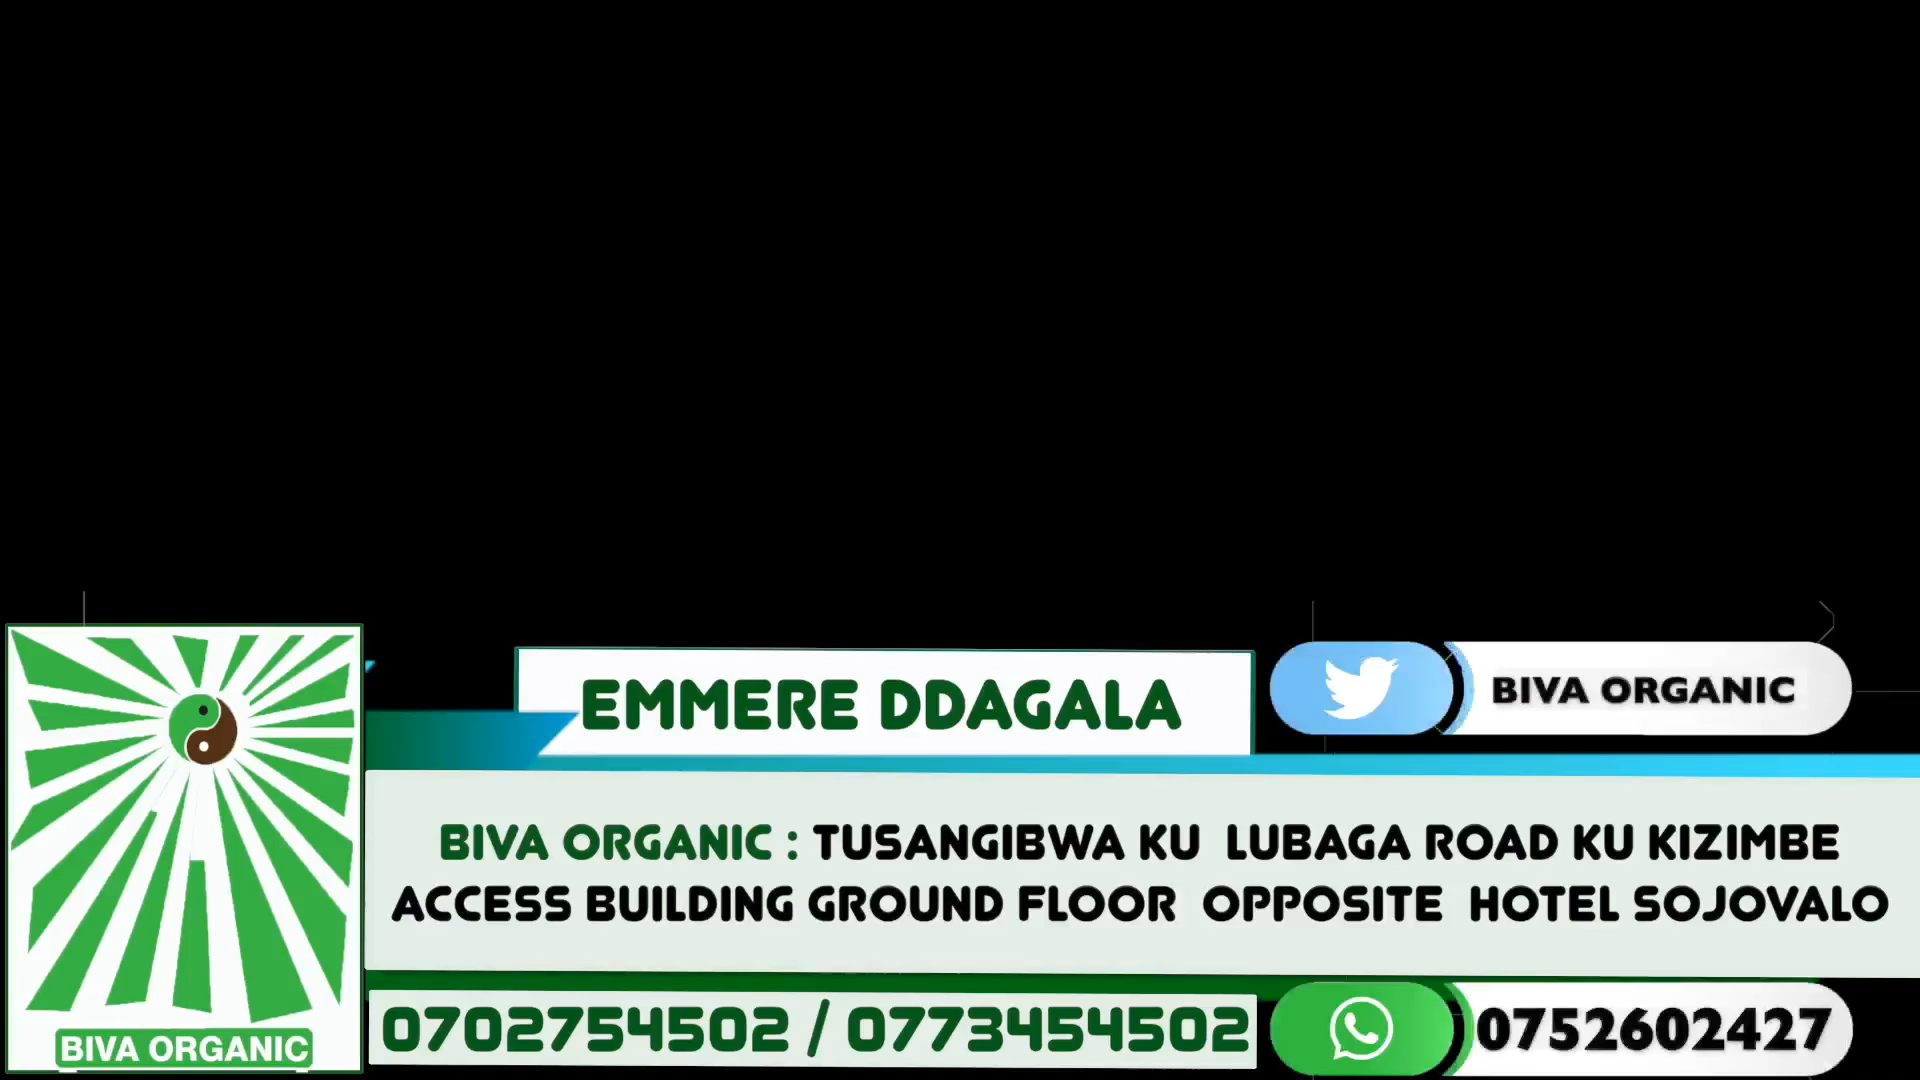 EMMERE DDAGALA
BIVA ORGANIC
BIVA ORGANIC : TUSANGIBWA KU LUBAGA ROAD KU KIZIMBE
ACCESS BUILDING GROUND FLOOR OPPOSITE HOTEL SOJOVALO
BIVA ORGANIC
0702754502 / 0773454502
0752602427